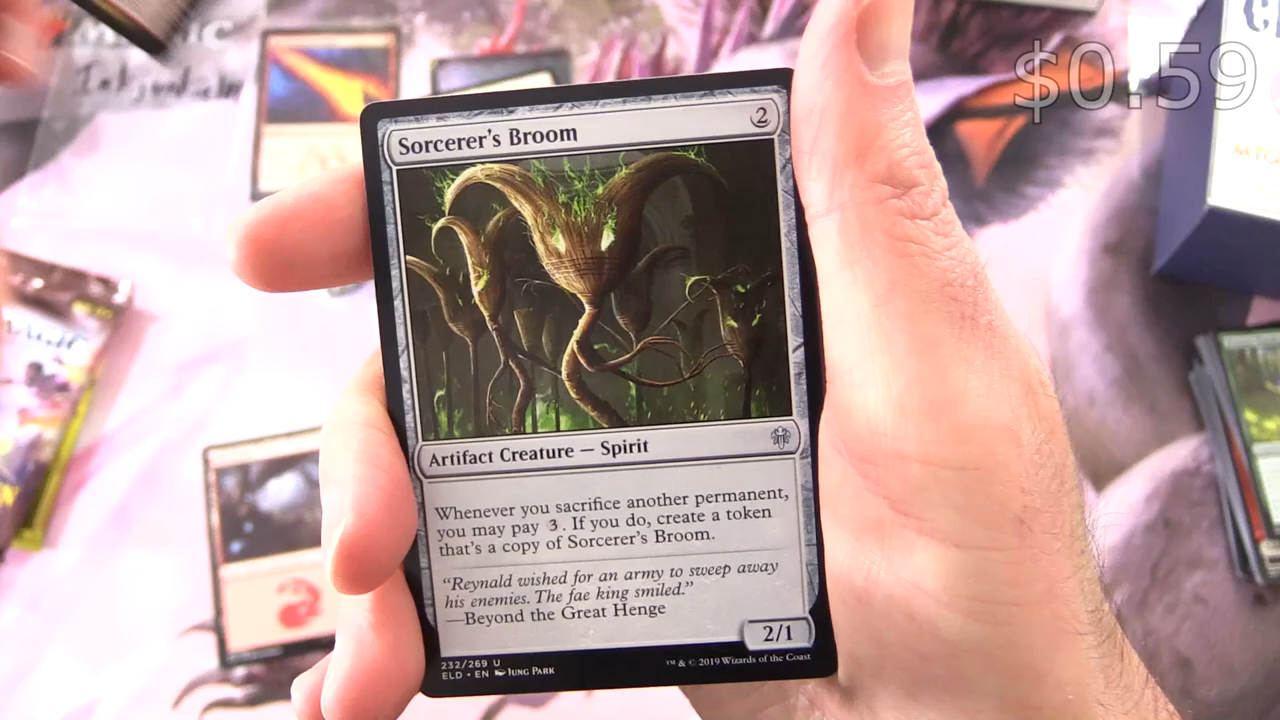 $0.59
Sorcerer's Broom
2
Artifact Creature — Spirit
Whenever you sacrifice another permanent,
you may pay 3. If you do, create a token
that's a copy of Sorcerer's Broom.
“Reynald wished for an army to sweep away
his enemies. The fae king smiled.”
—Beyond the Great Henge
2/1
232/269 U
ELD • EN Jung Park
™ & © 2019 Wizards of the Coast